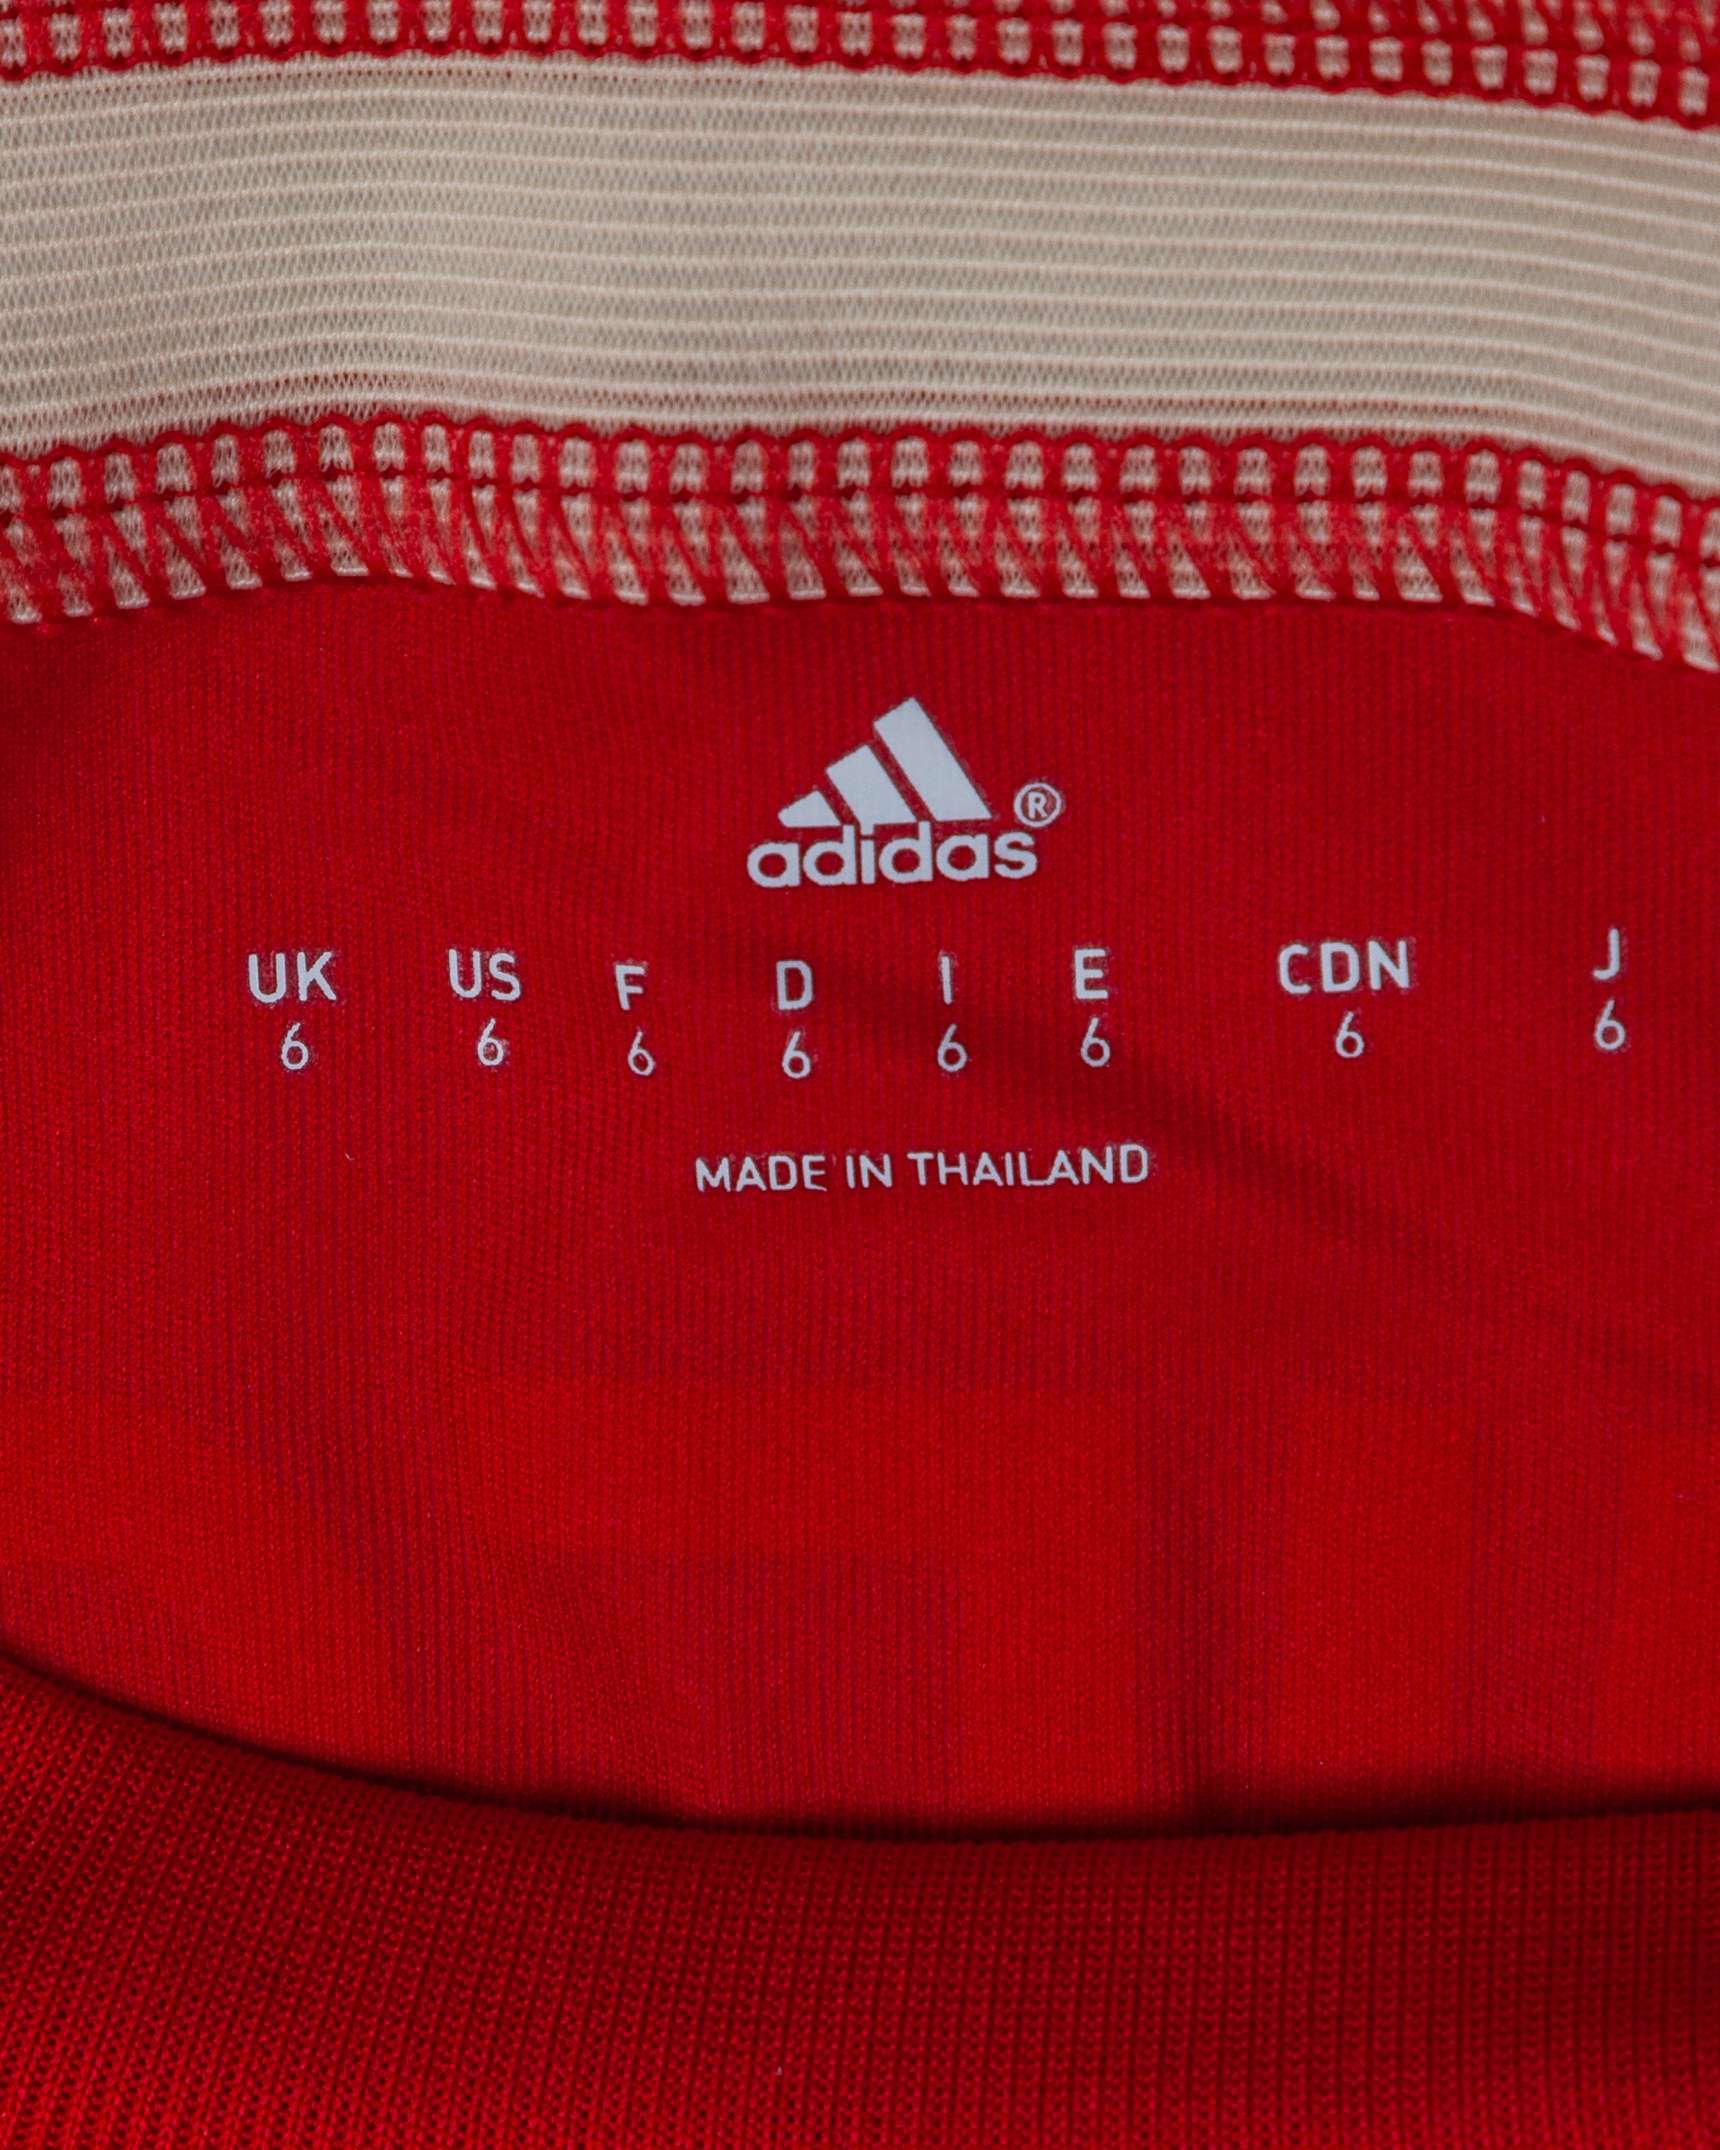 adidas®
UK US F D I E CDN J
6 6 6 6 6 6 6 6
MADE IN THAILAND